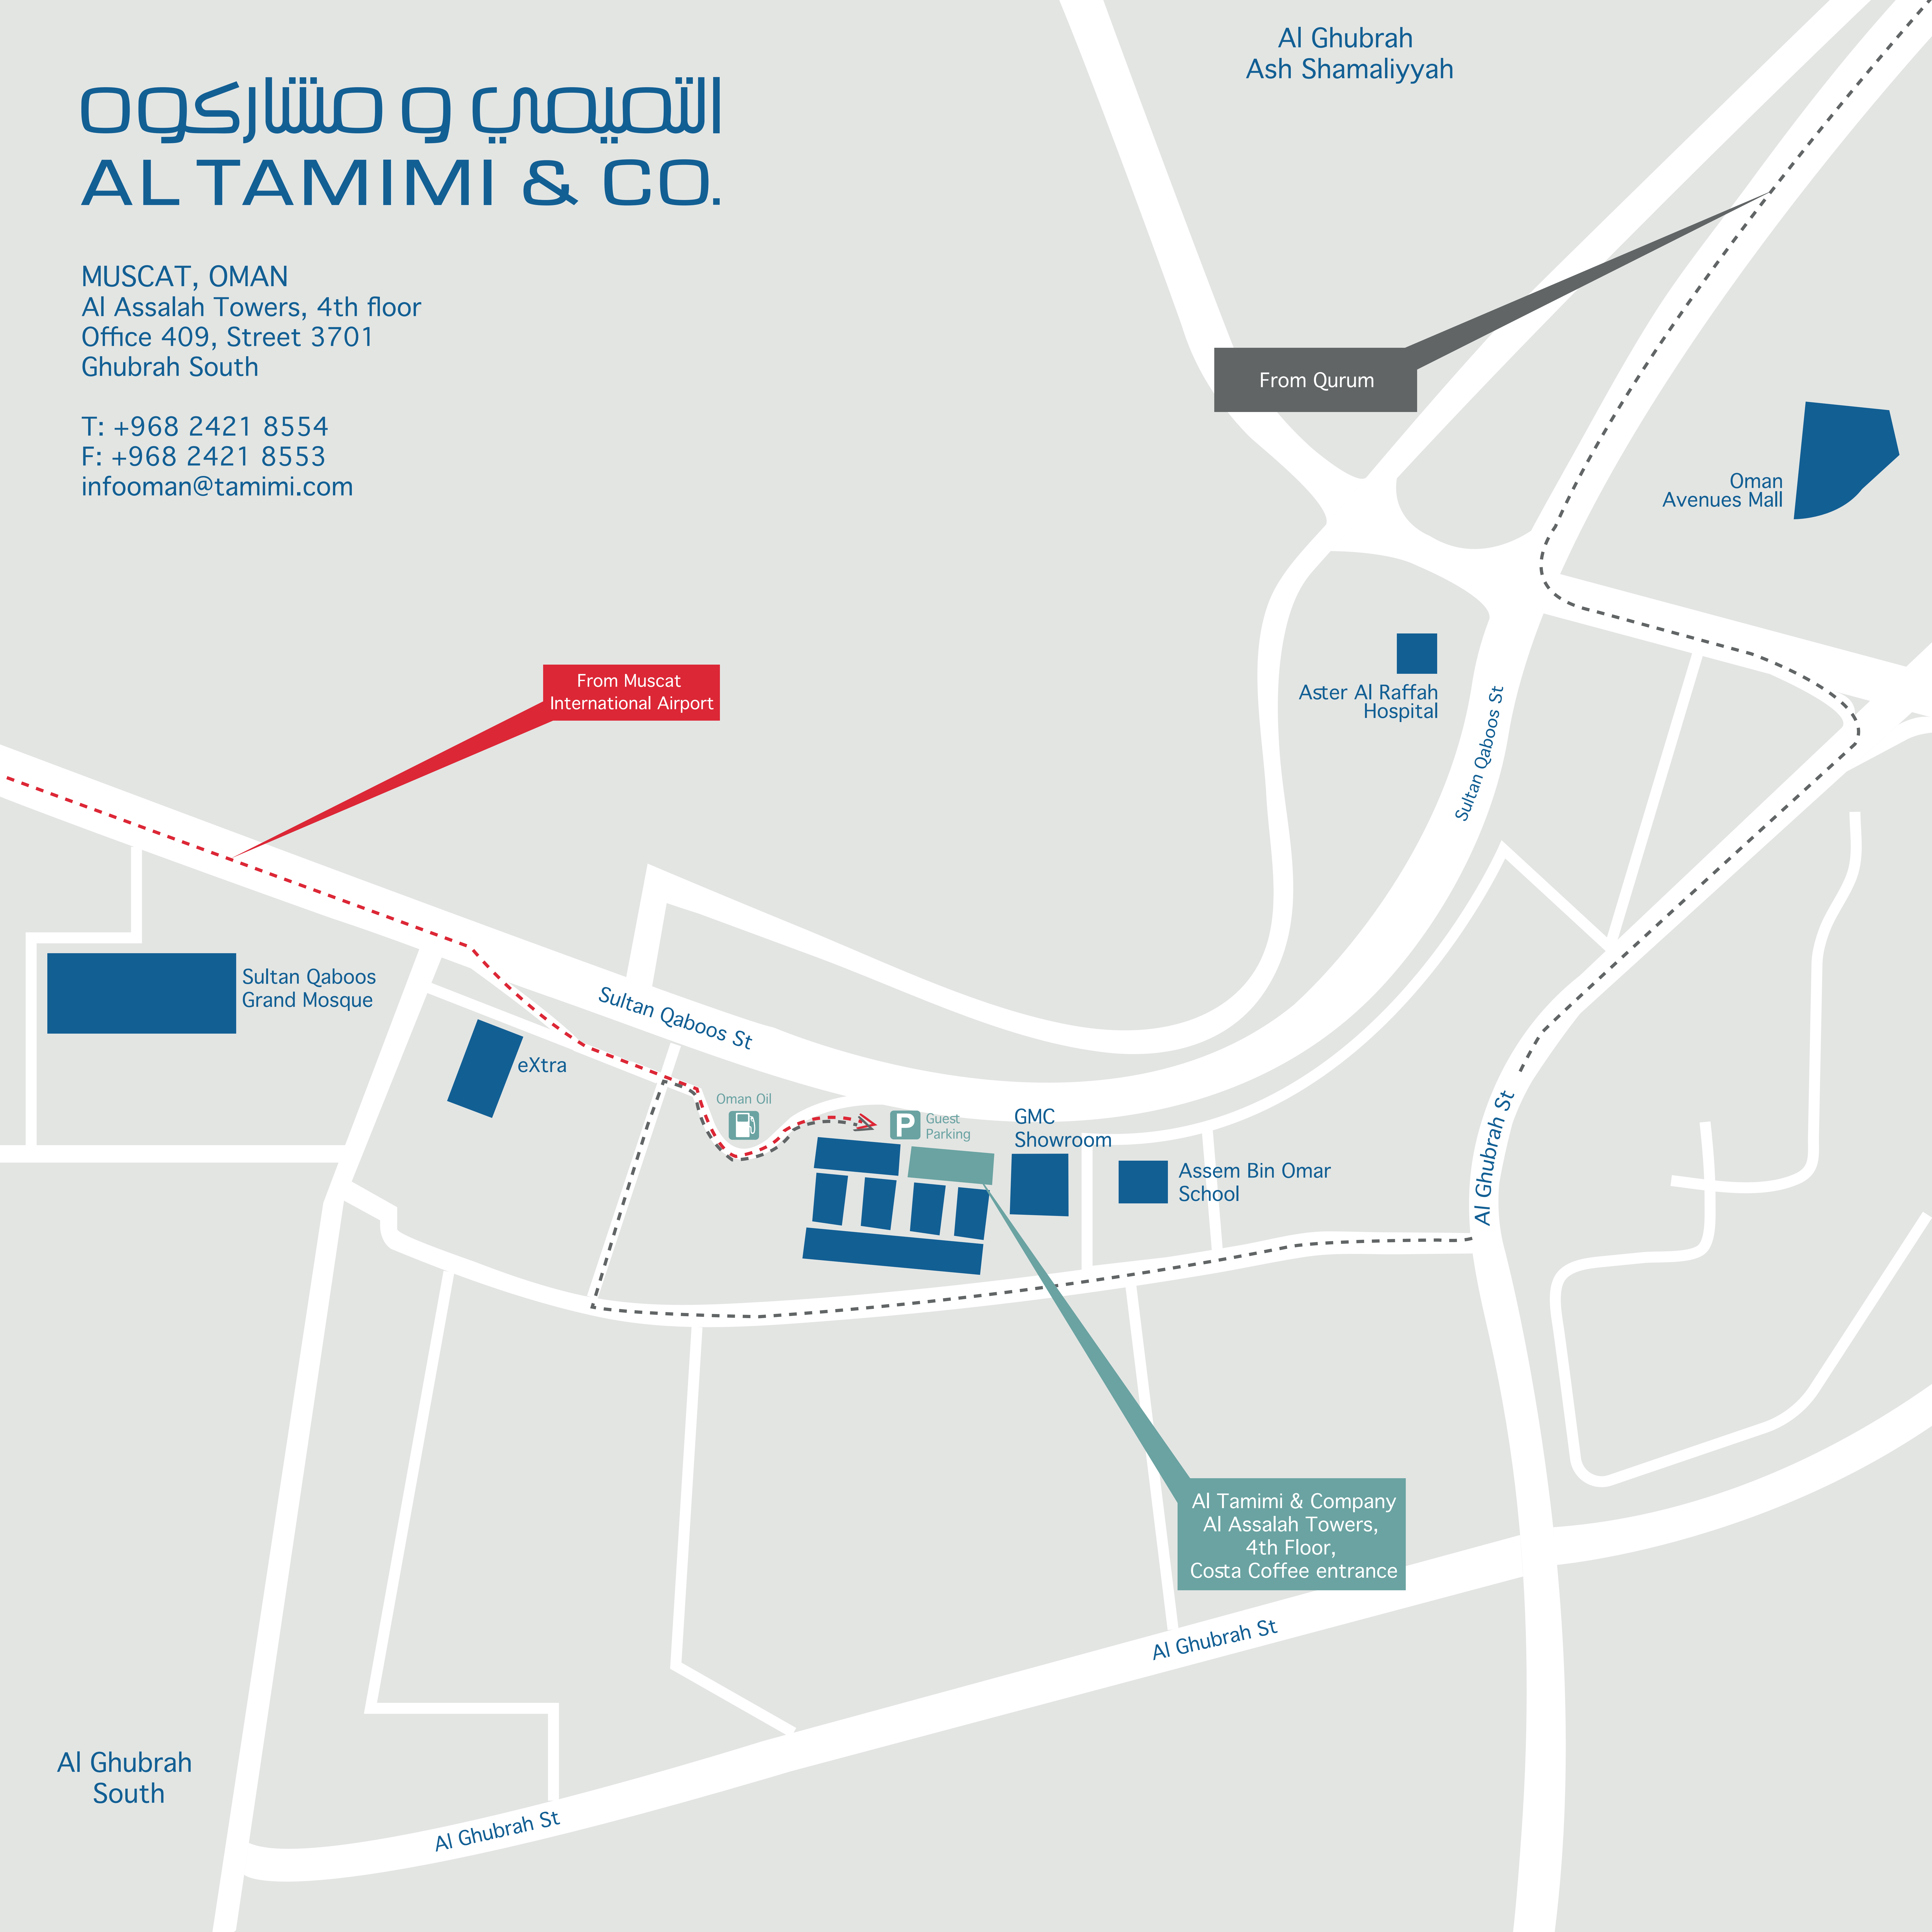 التميمي و مشاركوه
AL TAMIMI & CO.
MUSCAT, OMAN
Al Assalah Towers, 4th floor
Office 409, Street 3701
Ghubrah South
T: +968 2421 8554
F: +968 2421 8553
infooman@tamimi.com
Al Ghubrah
Ash Shamaliyyah
From Qurum
Oman
Avenues Mall
Aster Al Raffah
Hospital
Sultan Qaboos St
From Muscat
International Airport
Sultan Qaboos
Grand Mosque
Sultan Qaboos St
eXtra
Oman Oil
P
Guest
Parking
GMC
Showroom
Assem Bin Omar
School
Al Ghubrah St
Al Tamimi & Company
Al Assalah Towers,
4th Floor,
Costa Coffee entrance
Al Ghubrah St
Al Ghubrah
South
Al Ghubrah St